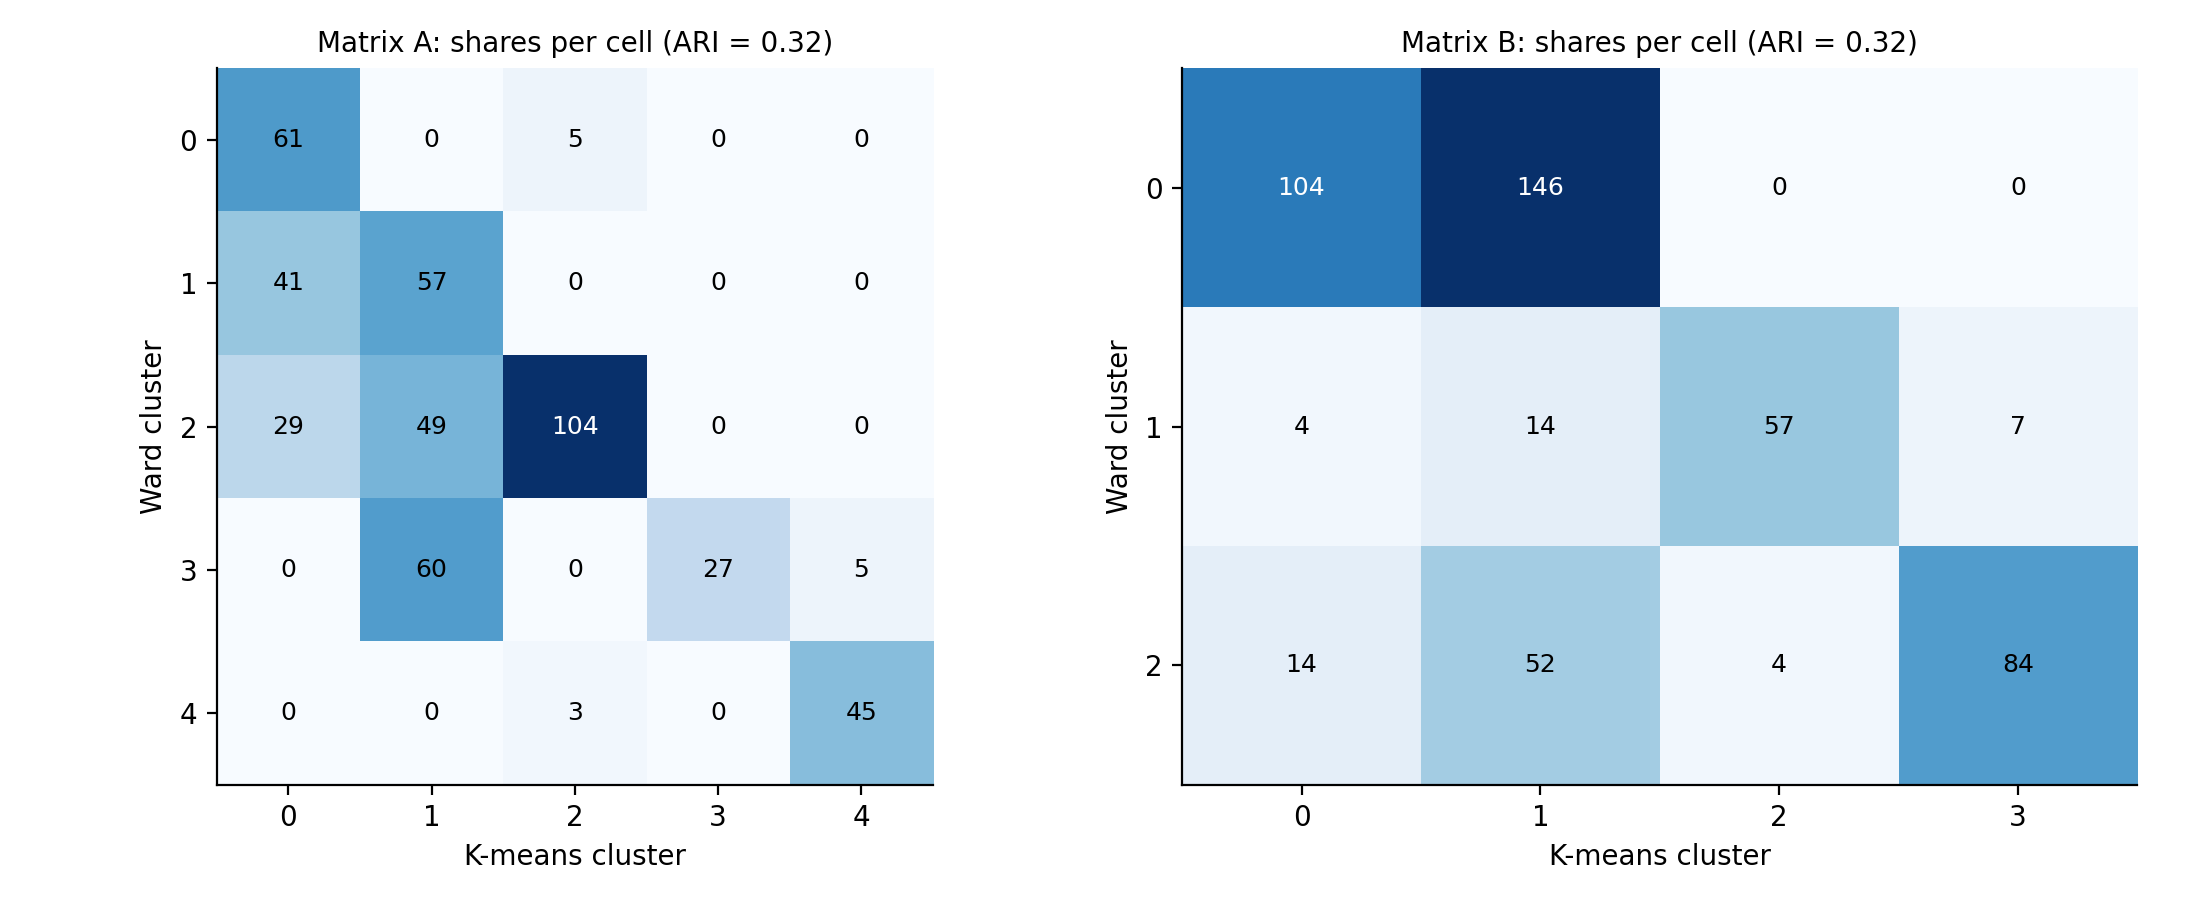 Matrix A: shares per cell (ARI = 0.32)
0 61 0 5 0 0
1 41 57 0 0 0
2 29 49 104 0 0
3 0 60 0 27 5
4 0 0 3 0 45
0 1 2 3 4
Ward cluster
K-means cluster
Matrix B: shares per cell (ARI = 0.32)
0 104 146 0 0
1 4 14 57 7
2 14 52 4 84
0 1 2 3
Ward cluster
K-means cluster